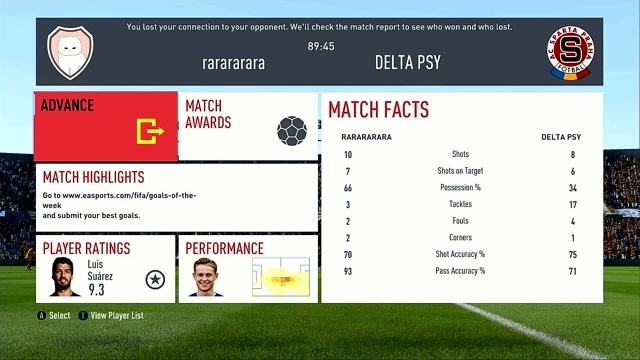 You lost your connection to your opponent. We'll check the match report to see who won and who lost.
89:45
rarararara
DELTA PSY
AC SPARTA PRAHA
FOTBAL
ADVANCE
MATCH
AWARDS
MATCH HIGHLIGHTS
Go to www.easports.com/fifa/goals-of-the-
week
and submit your best goals.
PLAYER RATINGS
Luis
Suárez
9.3
PERFORMANCE
MATCH FACTS
RARARARARA DELTA PSY
10 Shots 8
7 Shots on Target 6
66 Possession % 34
3 Tackles 17
2 Fouls 4
2 Corners 1
70 Shot Accuracy % 75
93 Pass Accuracy % 71
A Select
Y View Player List